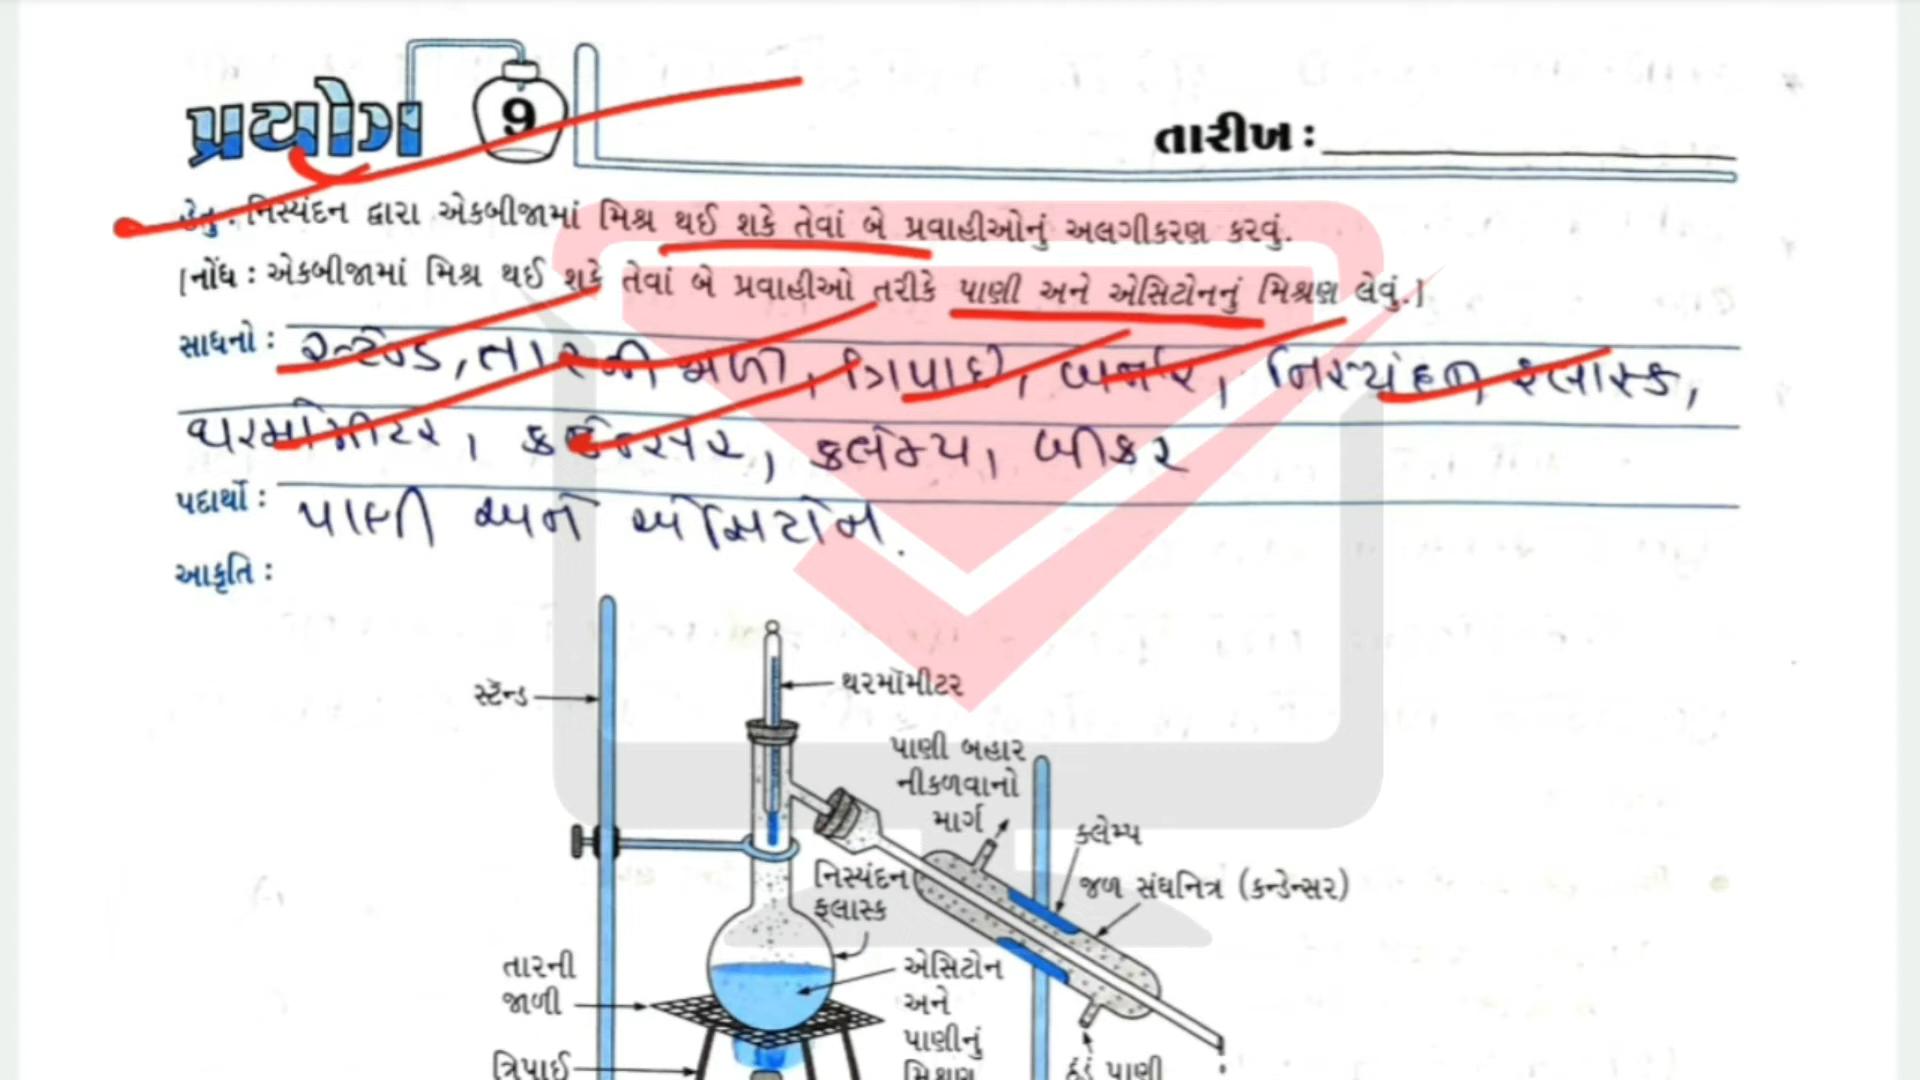 પ્રયોગ 9
તારીખ :
હેતુ : નિસ્યંદન દ્વારા એકબીજામાં મિશ્ર થઈ શકે તેવાં બે પ્રવાહીઓનું અલગીકરણ કરવું.
[નોંધ : એકબીજામાં મિશ્ર થઈ શકે તેવાં બે પ્રવાહીઓ તરીકે પાણી અને એસિટોનનું મિશ્રણ લેવું.]
સાધનો : સ્ટેન્ડ, તારની જાળી, ત્રિપાઈ, બર્નર, નિસ્યંદન ફ્લાસ્ક,
થરમોમીટર, કન્ડેન્સર, ક્લેમ્પ, બીકર
પદાર્થો : પાણી અને એસિટોન.
આકૃતિ :
સ્ટૅન્ડ
થરમૉમીટર
પાણી બહાર
નીકળવાનો
માર્ગ
ક્લેમ્પ
જળ સંઘનિત્ર (કન્ડેન્સર)
નિસ્યંદન
ફ્લાસ્ક
તારની
જાળી
એસિટોન
અને
પાણીનું
મિશ્રણ
ત્રિપાઈ
ઠંડું પાણી